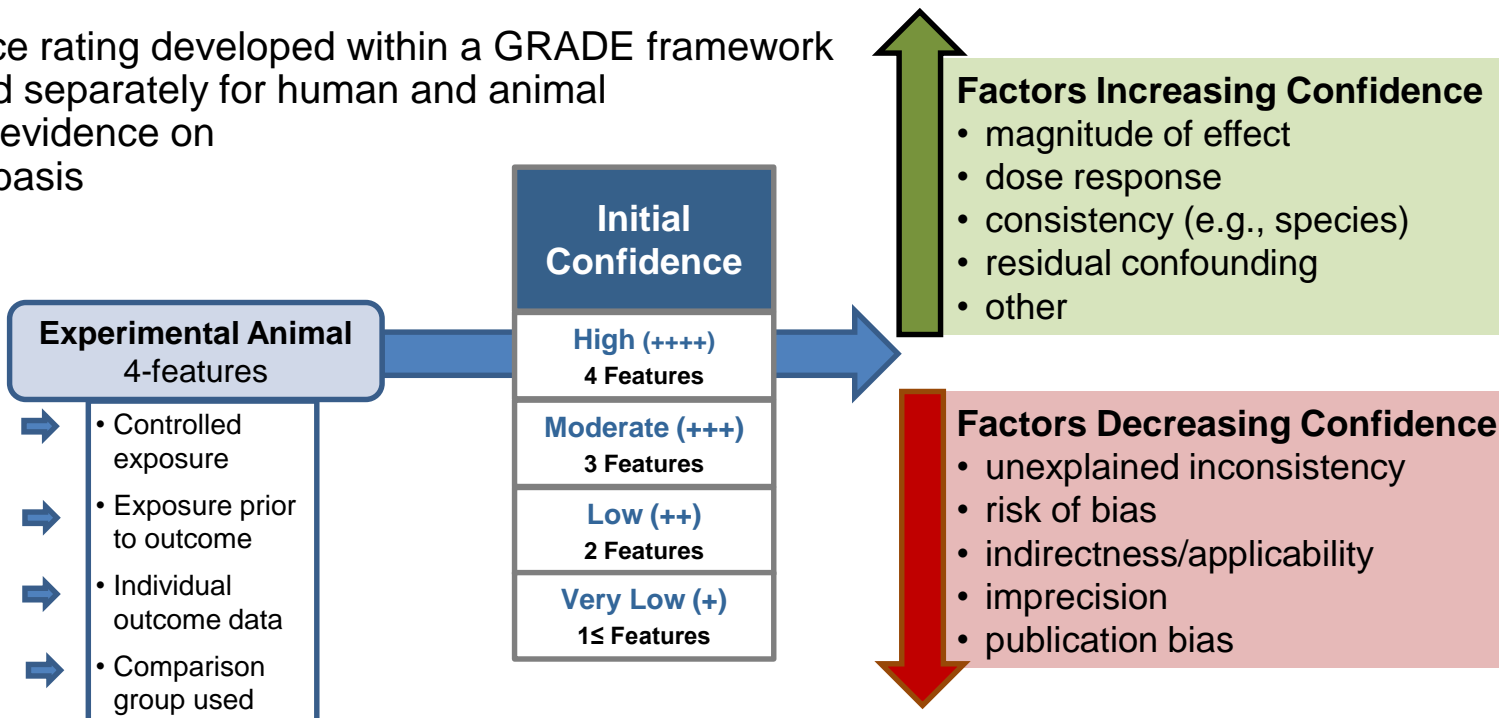 ce rating developed within a GRADE framework
d separately for human and animal
evidence on
basis
Experimental Animal
4-features
• Controlled
exposure
• Exposure prior
to outcome
• Individual
outcome data
• Comparison
group used
Initial
Confidence
High (++++)
4 Features
Moderate (+++)
3 Features
Low (++)
2 Features
Very Low (+)
1≤ Features
Factors Increasing Confidence
• magnitude of effect
• dose response
• consistency (e.g., species)
• residual confounding
• other
Factors Decreasing Confidence
• unexplained inconsistency
• risk of bias
• indirectness/applicability
• imprecision
• publication bias